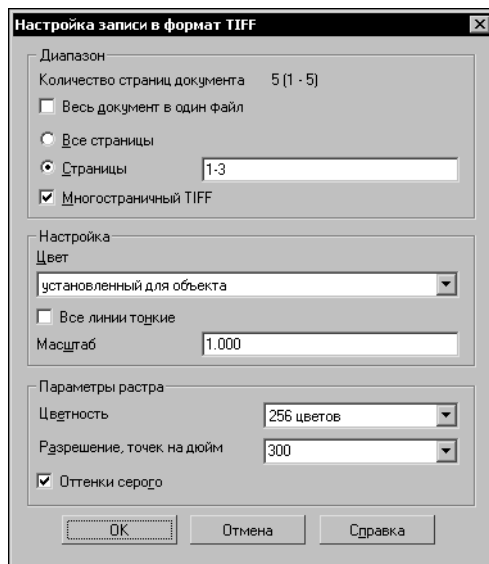 Настройка записи в формат TIFF
Диапазон
Количество страниц документа 5 (1 - 5)
Весь документ в один файл
Все страницы
Страницы 1-3
Многостраничный TIFF
Настройка
Цвет
установленный для объекта
Все линии тонкие
Масштаб 1.000
Параметры растра
Цветность 256 цветов
Разрешение, точек на дюйм 300
Оттенки серого
OK Отмена Справка